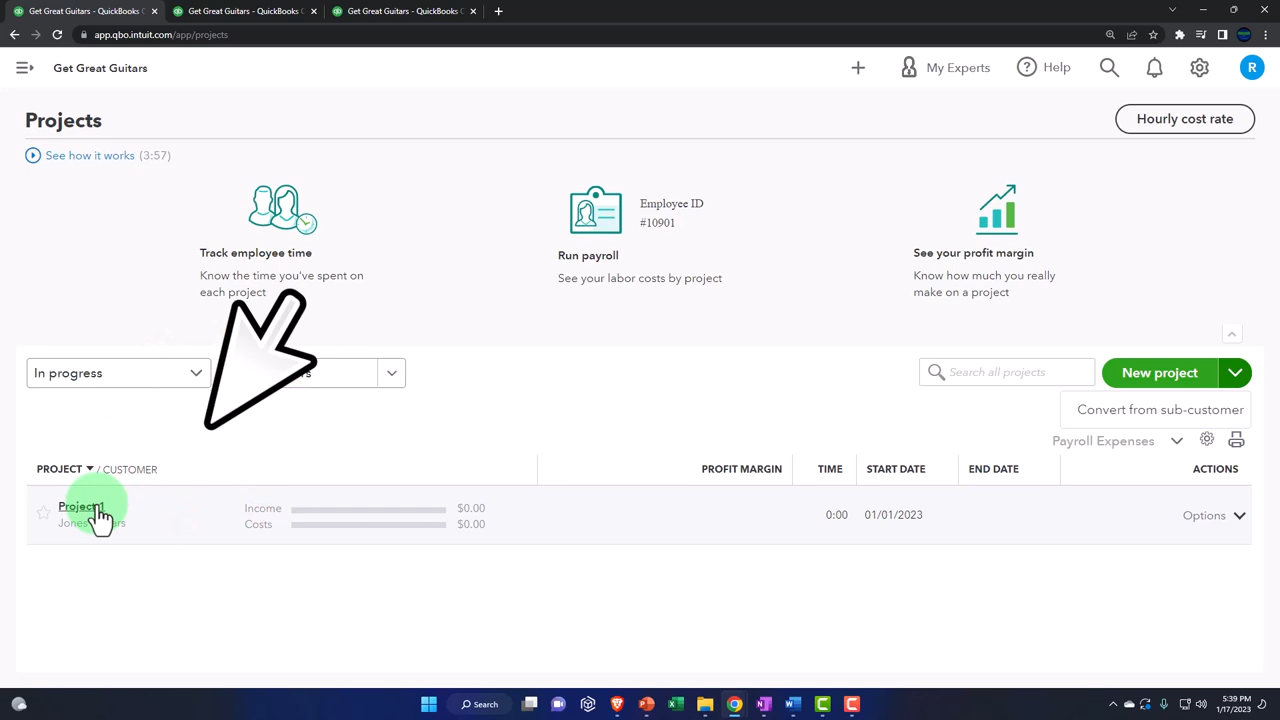 Get Great Guitars - QuickBooks
Get Great Guitars - QuickBooks
Get Great Guitars - QuickBooks
app.qbo.intuit.com/app/projects
Get Great Guitars
My Experts
Help
R
Projects
Hourly cost rate
See how it works (3:57)
Employee ID
#10901
Track employee time
Know the time you've spent on
each project
Run payroll
See your labor costs by project
See your profit margin
Know how much you really
make on a project
In progress
Search all projects
New project
Convert from sub-customer
Payroll Expenses
PROJECT / CUSTOMER
PROFIT MARGIN
TIME
START DATE
END DATE
ACTIONS
Project 1
Income
$0.00
Costs
$0.00
0:00
01/01/2023
Options
Search
5:39 PM
1/17/2023